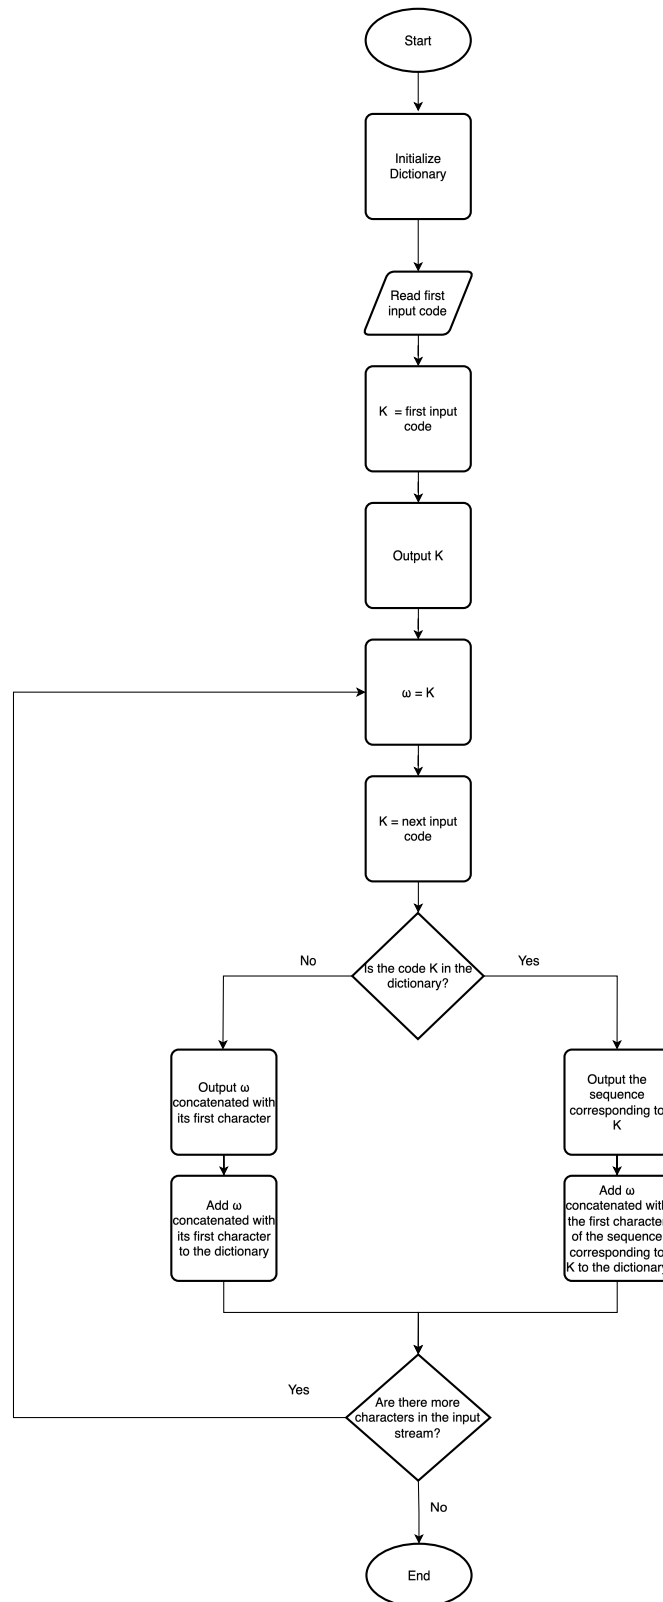 Start
Initialize
Dictionary
Read first
input code
K = first input
code
Output K
ω = K
K = next input
code
Is the code K in the
dictionary?
No
Yes
Output ω
concatenated with
its first character
Output the
sequence
corresponding to
K
Add ω
concatenated with
its first character
to the dictionary
Add ω
concatenated with
the first character
of the sequence
corresponding to
K to the dictionary
Are there more
characters in the input
stream?
Yes
No
End